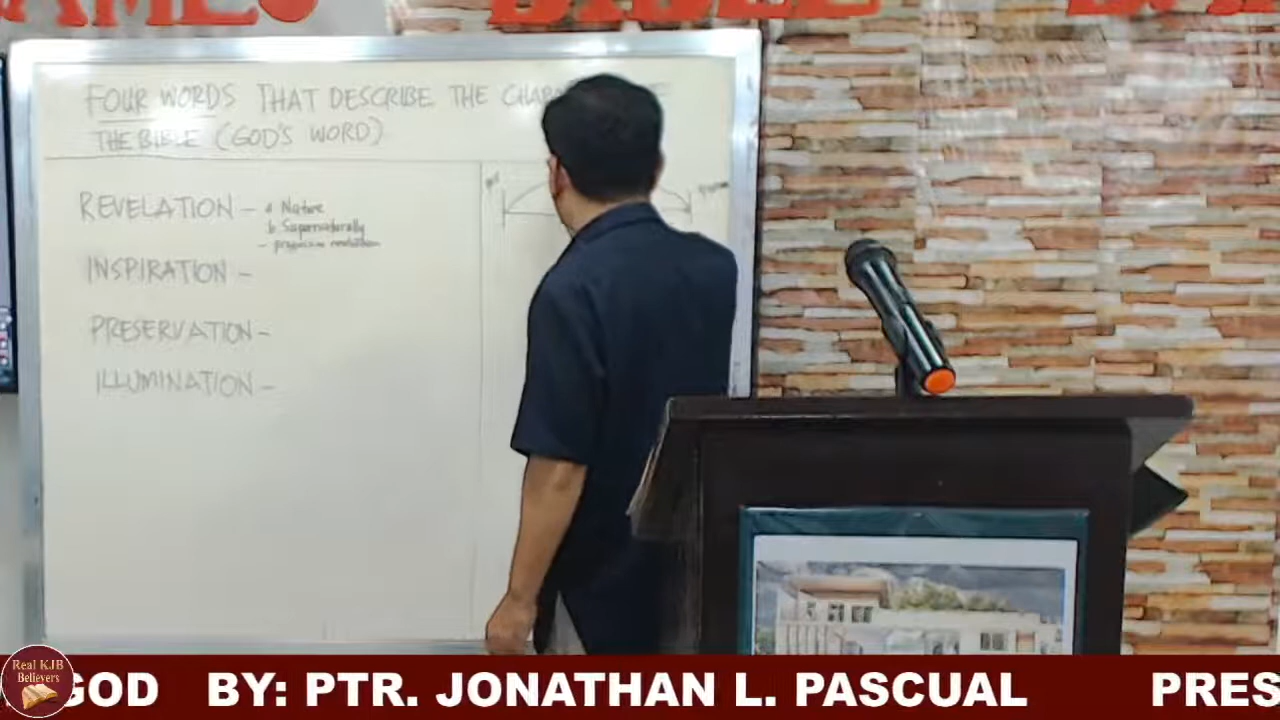 BIBLE
FOUR WORDS THAT DESCRIBE THE
THE BIBLE (GOD'S WORD)
REVELATION - a Nature
b Supernaturally
INSPIRATION -
PRESERVATION -
ILLUMINATION -
Real KJB
Believers
GOD BY: PTR. JONATHAN L. PASCUAL PRES